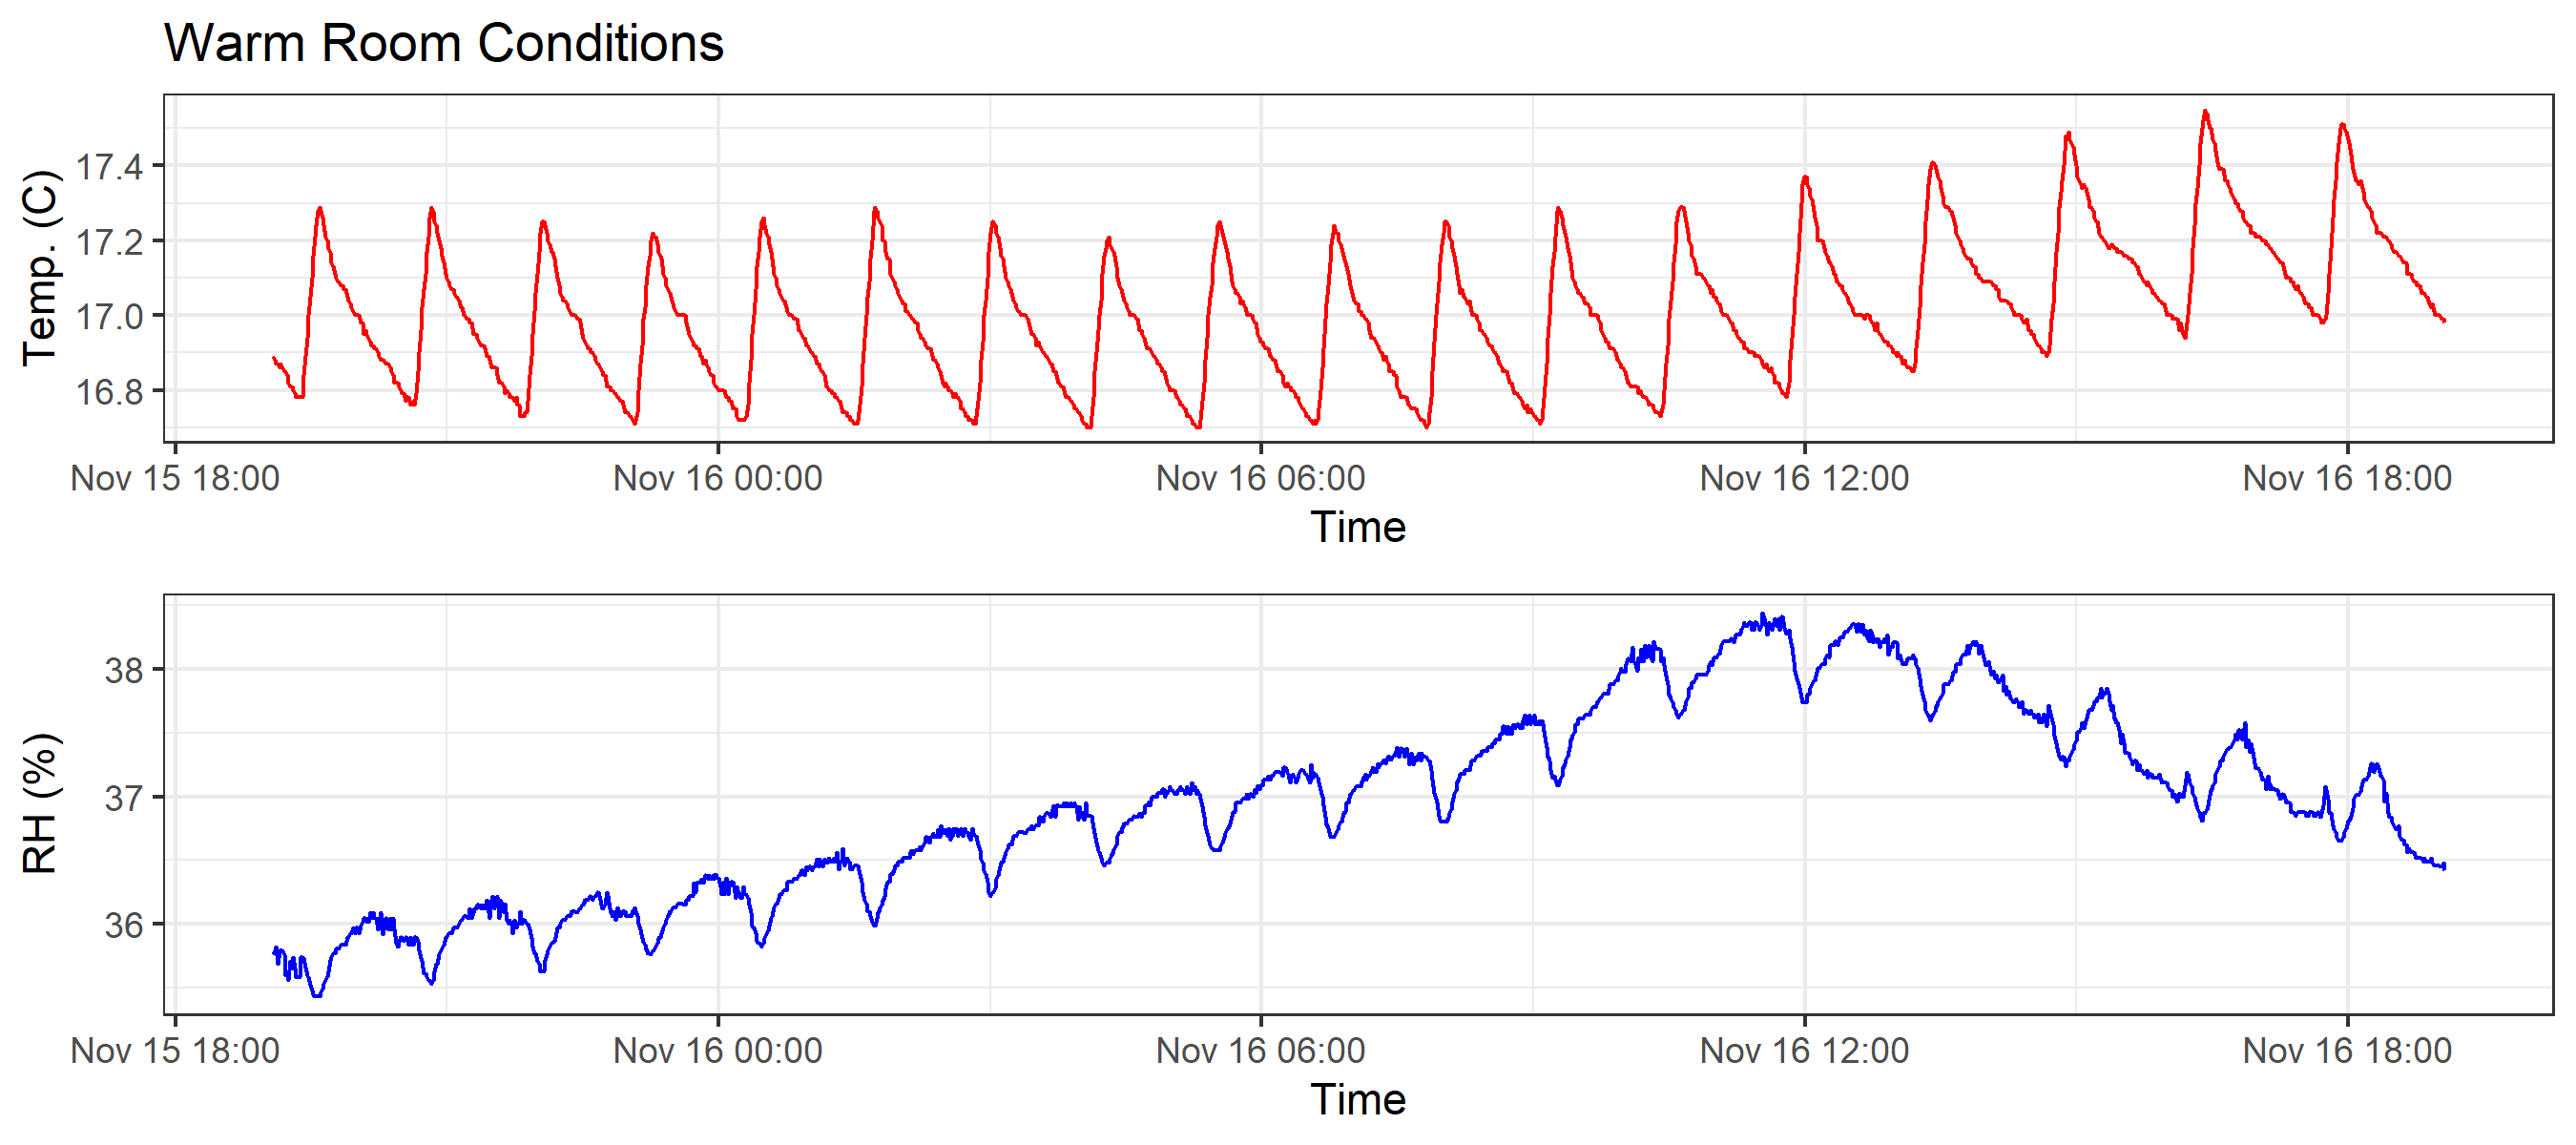 Warm Room Conditions
Temp. (C)
17.4
17.2
17.0
16.8
Nov 15 18:00 Nov 16 00:00 Nov 16 06:00 Nov 16 12:00 Nov 16 18:00
Time
RH (%)
38
37
36
Nov 15 18:00 Nov 16 00:00 Nov 16 06:00 Nov 16 12:00 Nov 16 18:00
Time